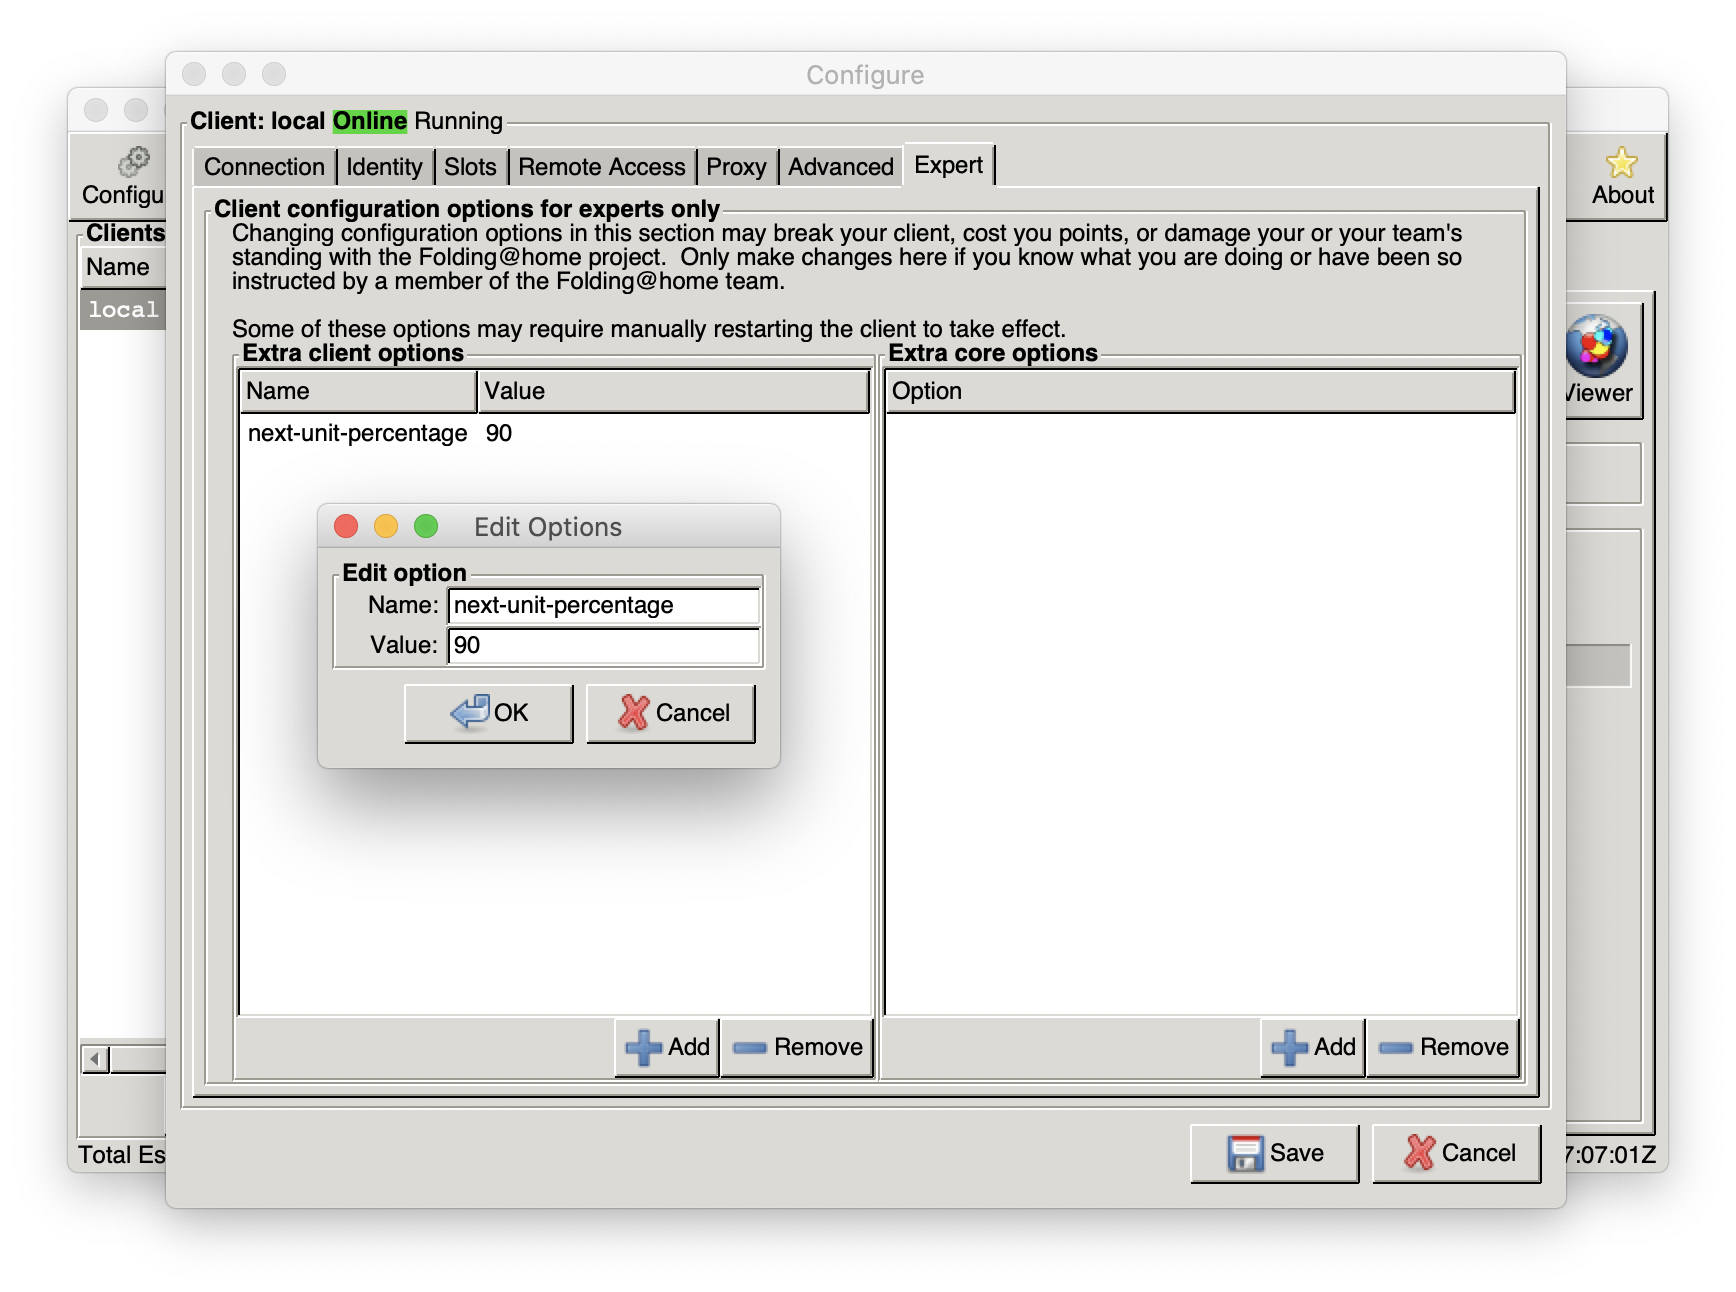 Configure
Client: local Online Running
Connection Identity Slots Remote Access Proxy Advanced Expert
Configu
About
Client configuration options for experts only
Clients
Changing configuration options in this section may break your client, cost you points, or damage your or your team's
standing with the Folding@home project.  Only make changes here if you know what you are doing or have been so
instructed by a member of the Folding@home team.
Name
local
Some of these options may require manually restarting the client to take effect.
Extra client options
Extra core options
Name Value
Option
Viewer
next-unit-percentage 90
Edit Options
Edit option
Name: next-unit-percentage
Value: 90
OK Cancel
Add Remove
Add Remove
Save Cancel
Total Es
7:07:01Z